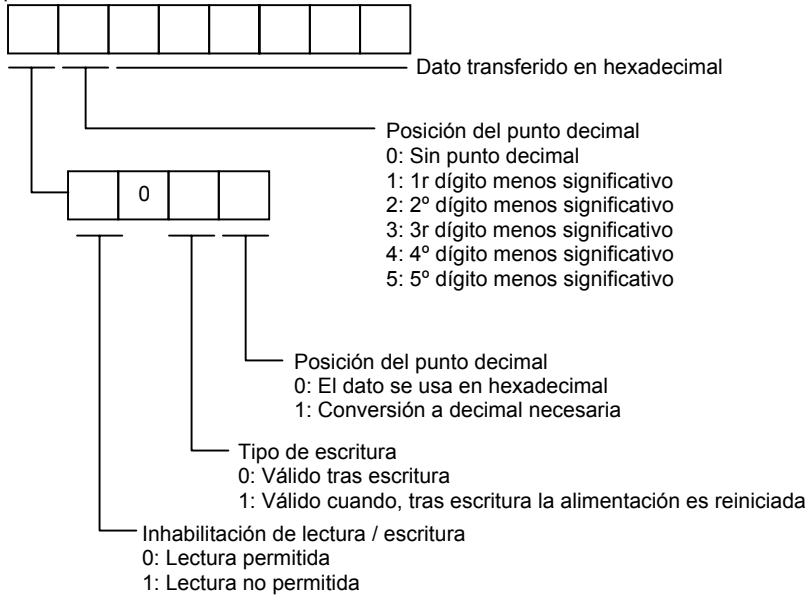 Dato transferido en hexadecimal
Posición del punto decimal
0: Sin punto decimal
1: 1r dígito menos significativo
2: 2º dígito menos significativo
3: 3r dígito menos significativo
4: 4º dígito menos significativo
5: 5º dígito menos significativo
0
Posición del punto decimal
0: El dato se usa en hexadecimal
1: Conversión a decimal necesaria
Tipo de escritura
0: Válido tras escritura
1: Válido cuando, tras escritura la alimentación es reiniciada
Inhabilitación de lectura / escritura
0: Lectura permitida
1: Lectura no permitida